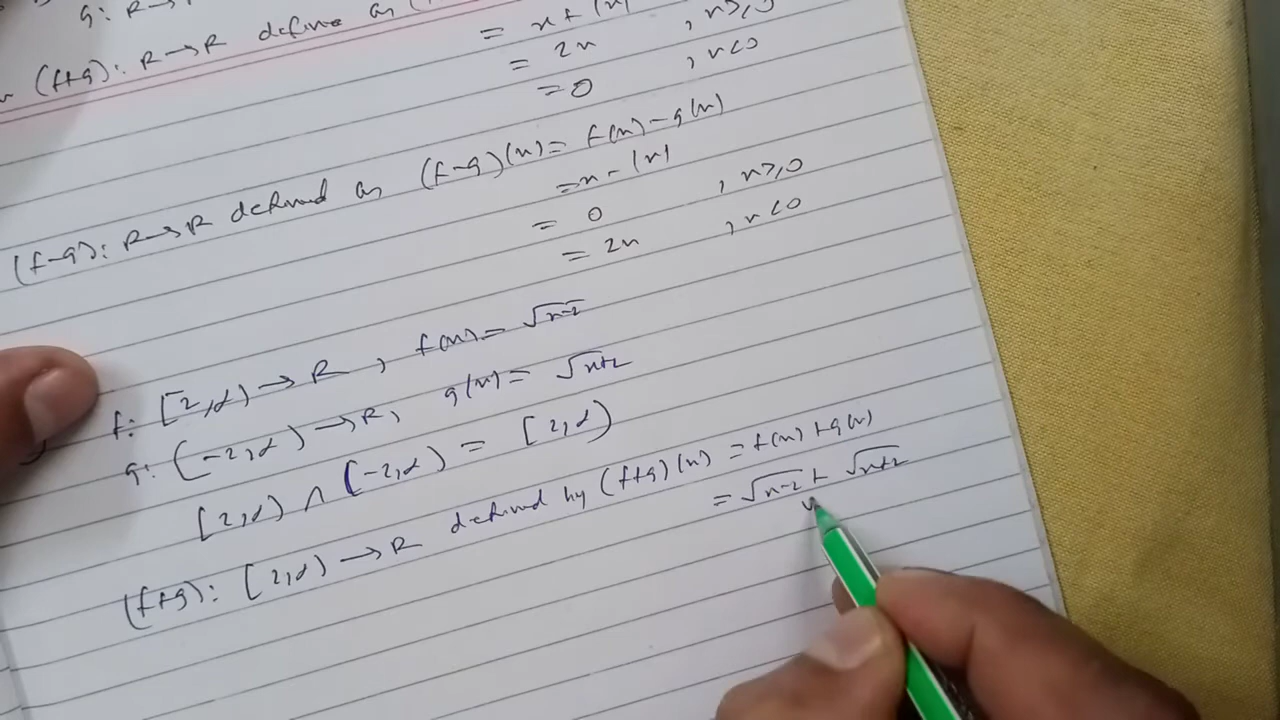 g: R→R
(f+g): R→R define as
= x + |x|
= 2x , x≥0
= 0 , x<0
(f-g): R→R defined as (f-g)(x) = f(x) - g(x)
= x - |x|
= 0 , x≥0
= 2x , x<0
f: [2,∞) → R , f(x) = √x-2
g: (-2,∞) → R, g(x) = √x+2
[2,∞) ∩ (-2,∞) = [2,∞)
(f+g): [2,∞) → R defined by (f+g)(x) = f(x) + g(x)
= √x-2 + √x+2